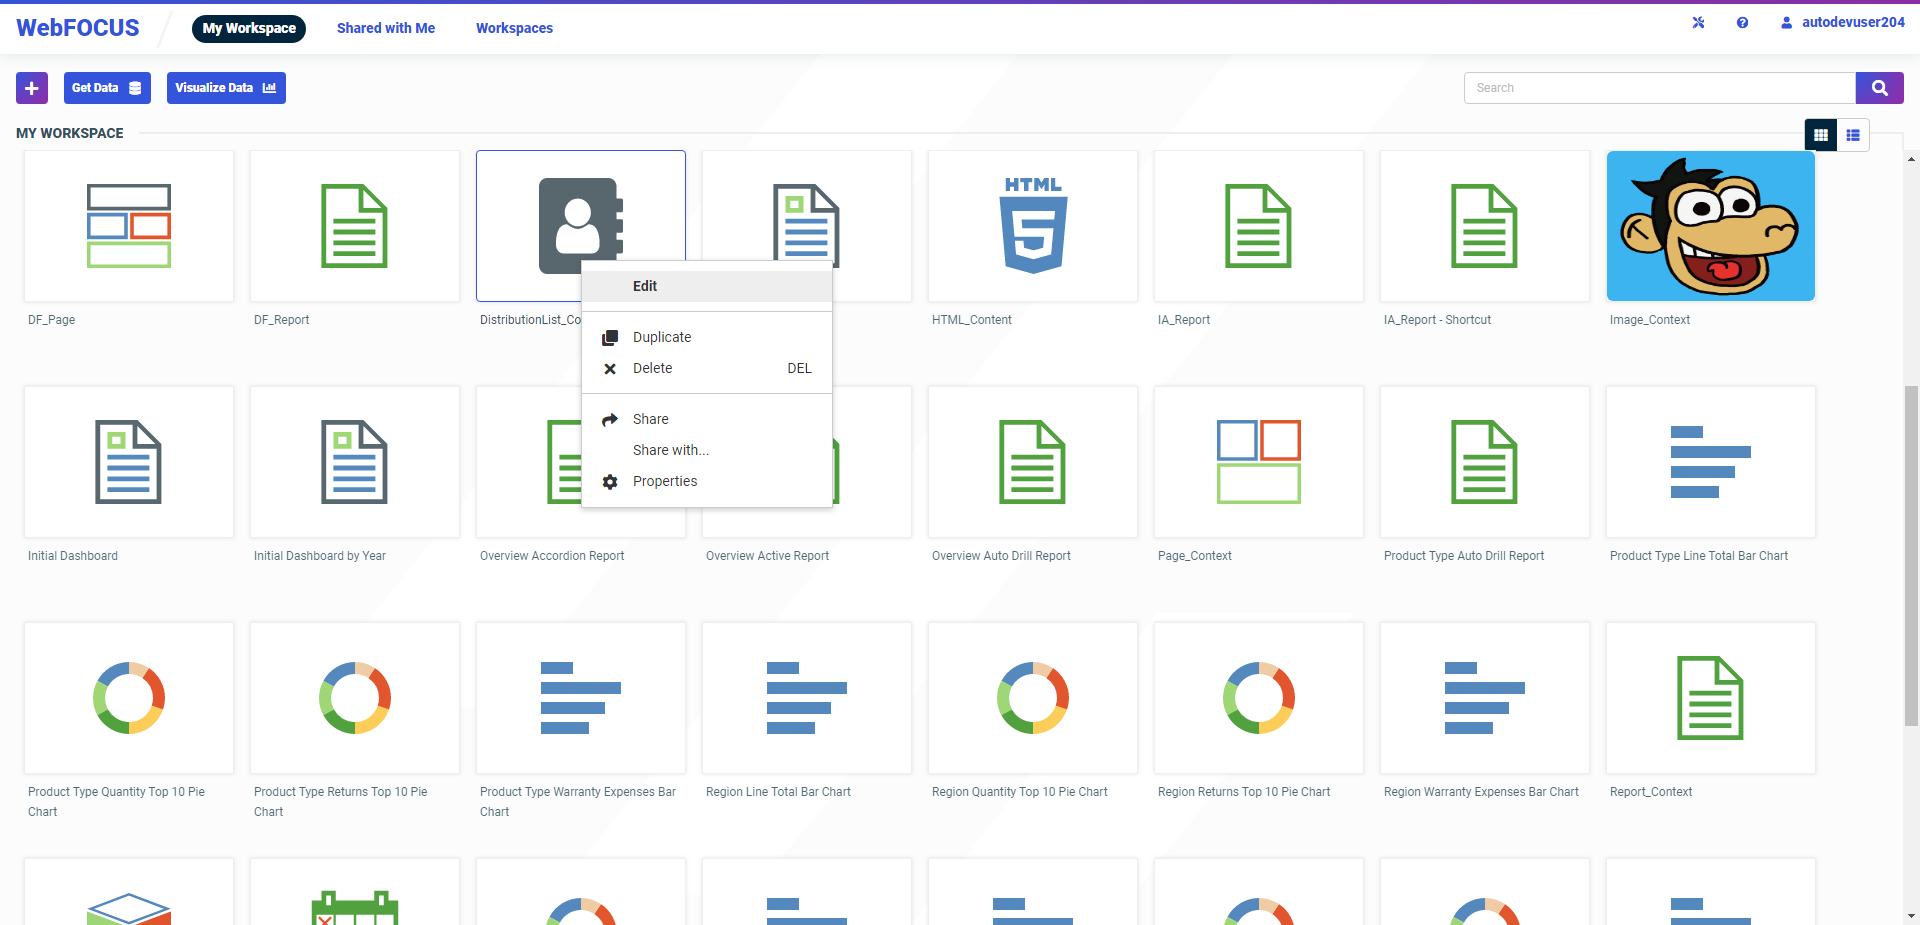 WebFOCUS
My Workspace
Shared with Me
Workspaces
autodevuser204
Get Data
Visualize Data
Search
MY WORKSPACE
HTML
5
DF_Page
DF_Report
DistributionList_Co
HTML_Content
IA_Report
IA_Report - Shortcut
Image_Context
Edit
Duplicate
Delete DEL
Share
Share with...
Properties
Initial Dashboard
Initial Dashboard by Year
Overview Accordion Report
Overview Active Report
Overview Auto Drill Report
Page_Context
Product Type Auto Drill Report
Product Type Line Total Bar Chart
Product Type Quantity Top 10 Pie
Chart
Product Type Returns Top 10 Pie
Chart
Product Type Warranty Expenses Bar
Chart
Region Line Total Bar Chart
Region Quantity Top 10 Pie Chart
Region Returns Top 10 Pie Chart
Region Warranty Expenses Bar Chart
Report_Context